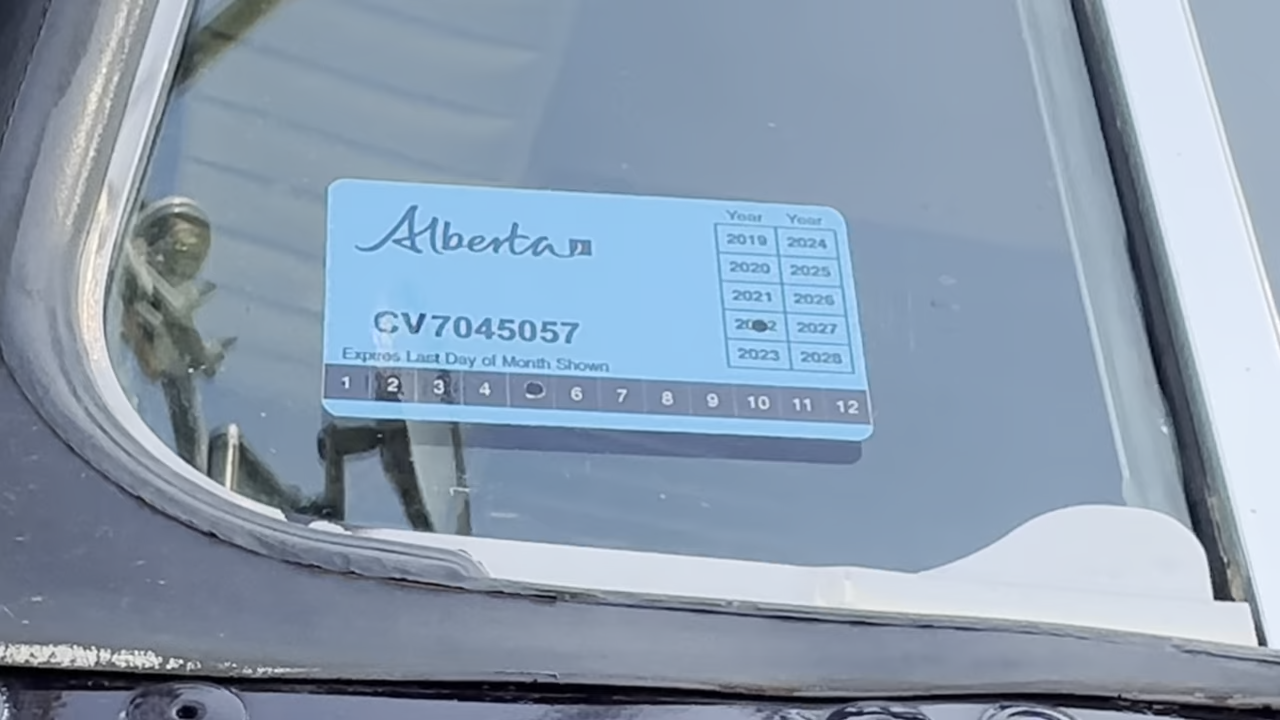 Alberta
Year Year
2019 2024
2020 2025
2021 2026
2022 2027
2023 2028
CV7045057
Expires Last Day of Month Shown
1 2 3 4 6 7 8 9 10 11 12